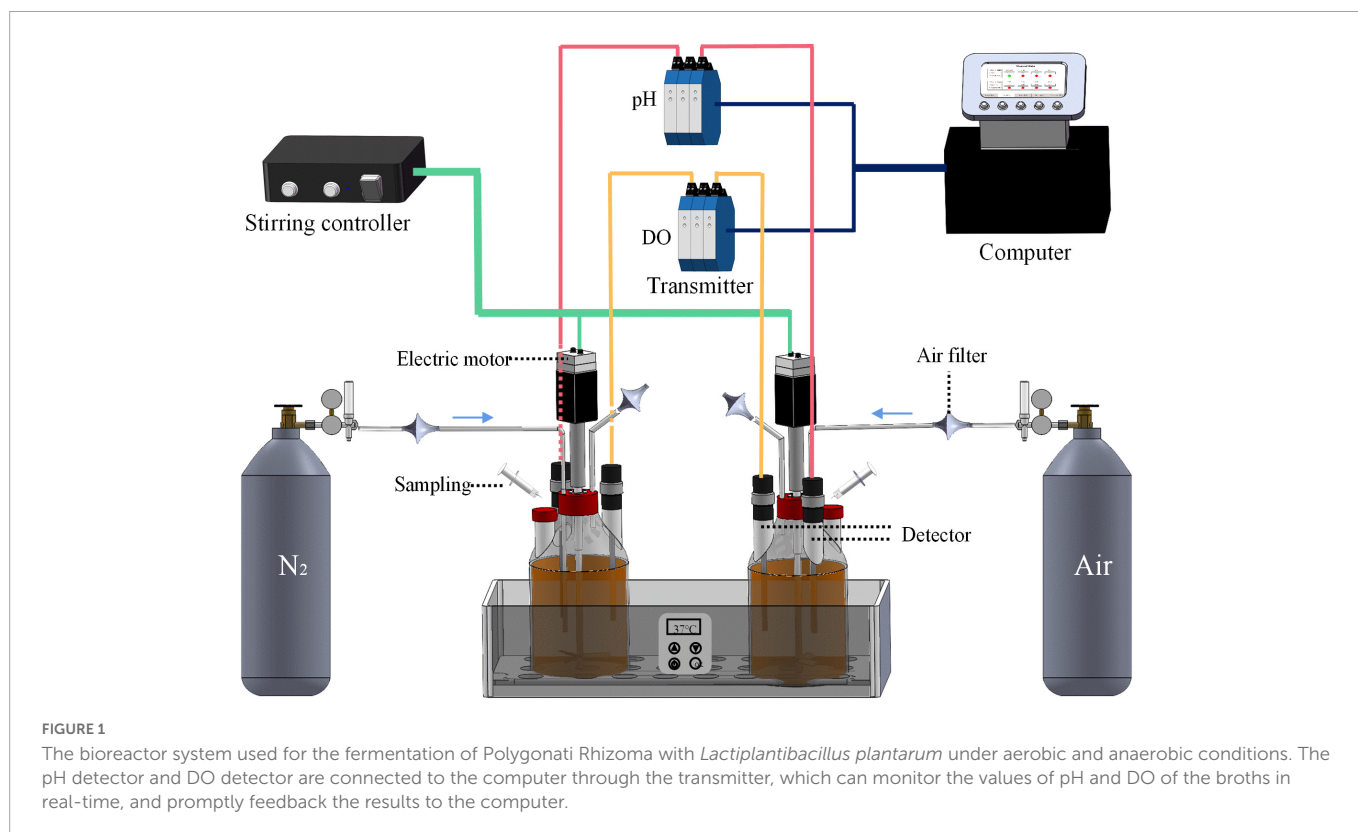 pH
Stirring controller
DO
Transmitter
Computer
Electric motor
Air filter
Sampling
Detector
N₂
Air
37°C
FIGURE 1
The bioreactor system used for the fermentation of Polygonati Rhizoma with Lactiplantibacillus plantarum under aerobic and anaerobic conditions. The
pH detector and DO detector are connected to the computer through the transmitter, which can monitor the values of pH and DO of the broths in
real-time, and promptly feedback the results to the computer.